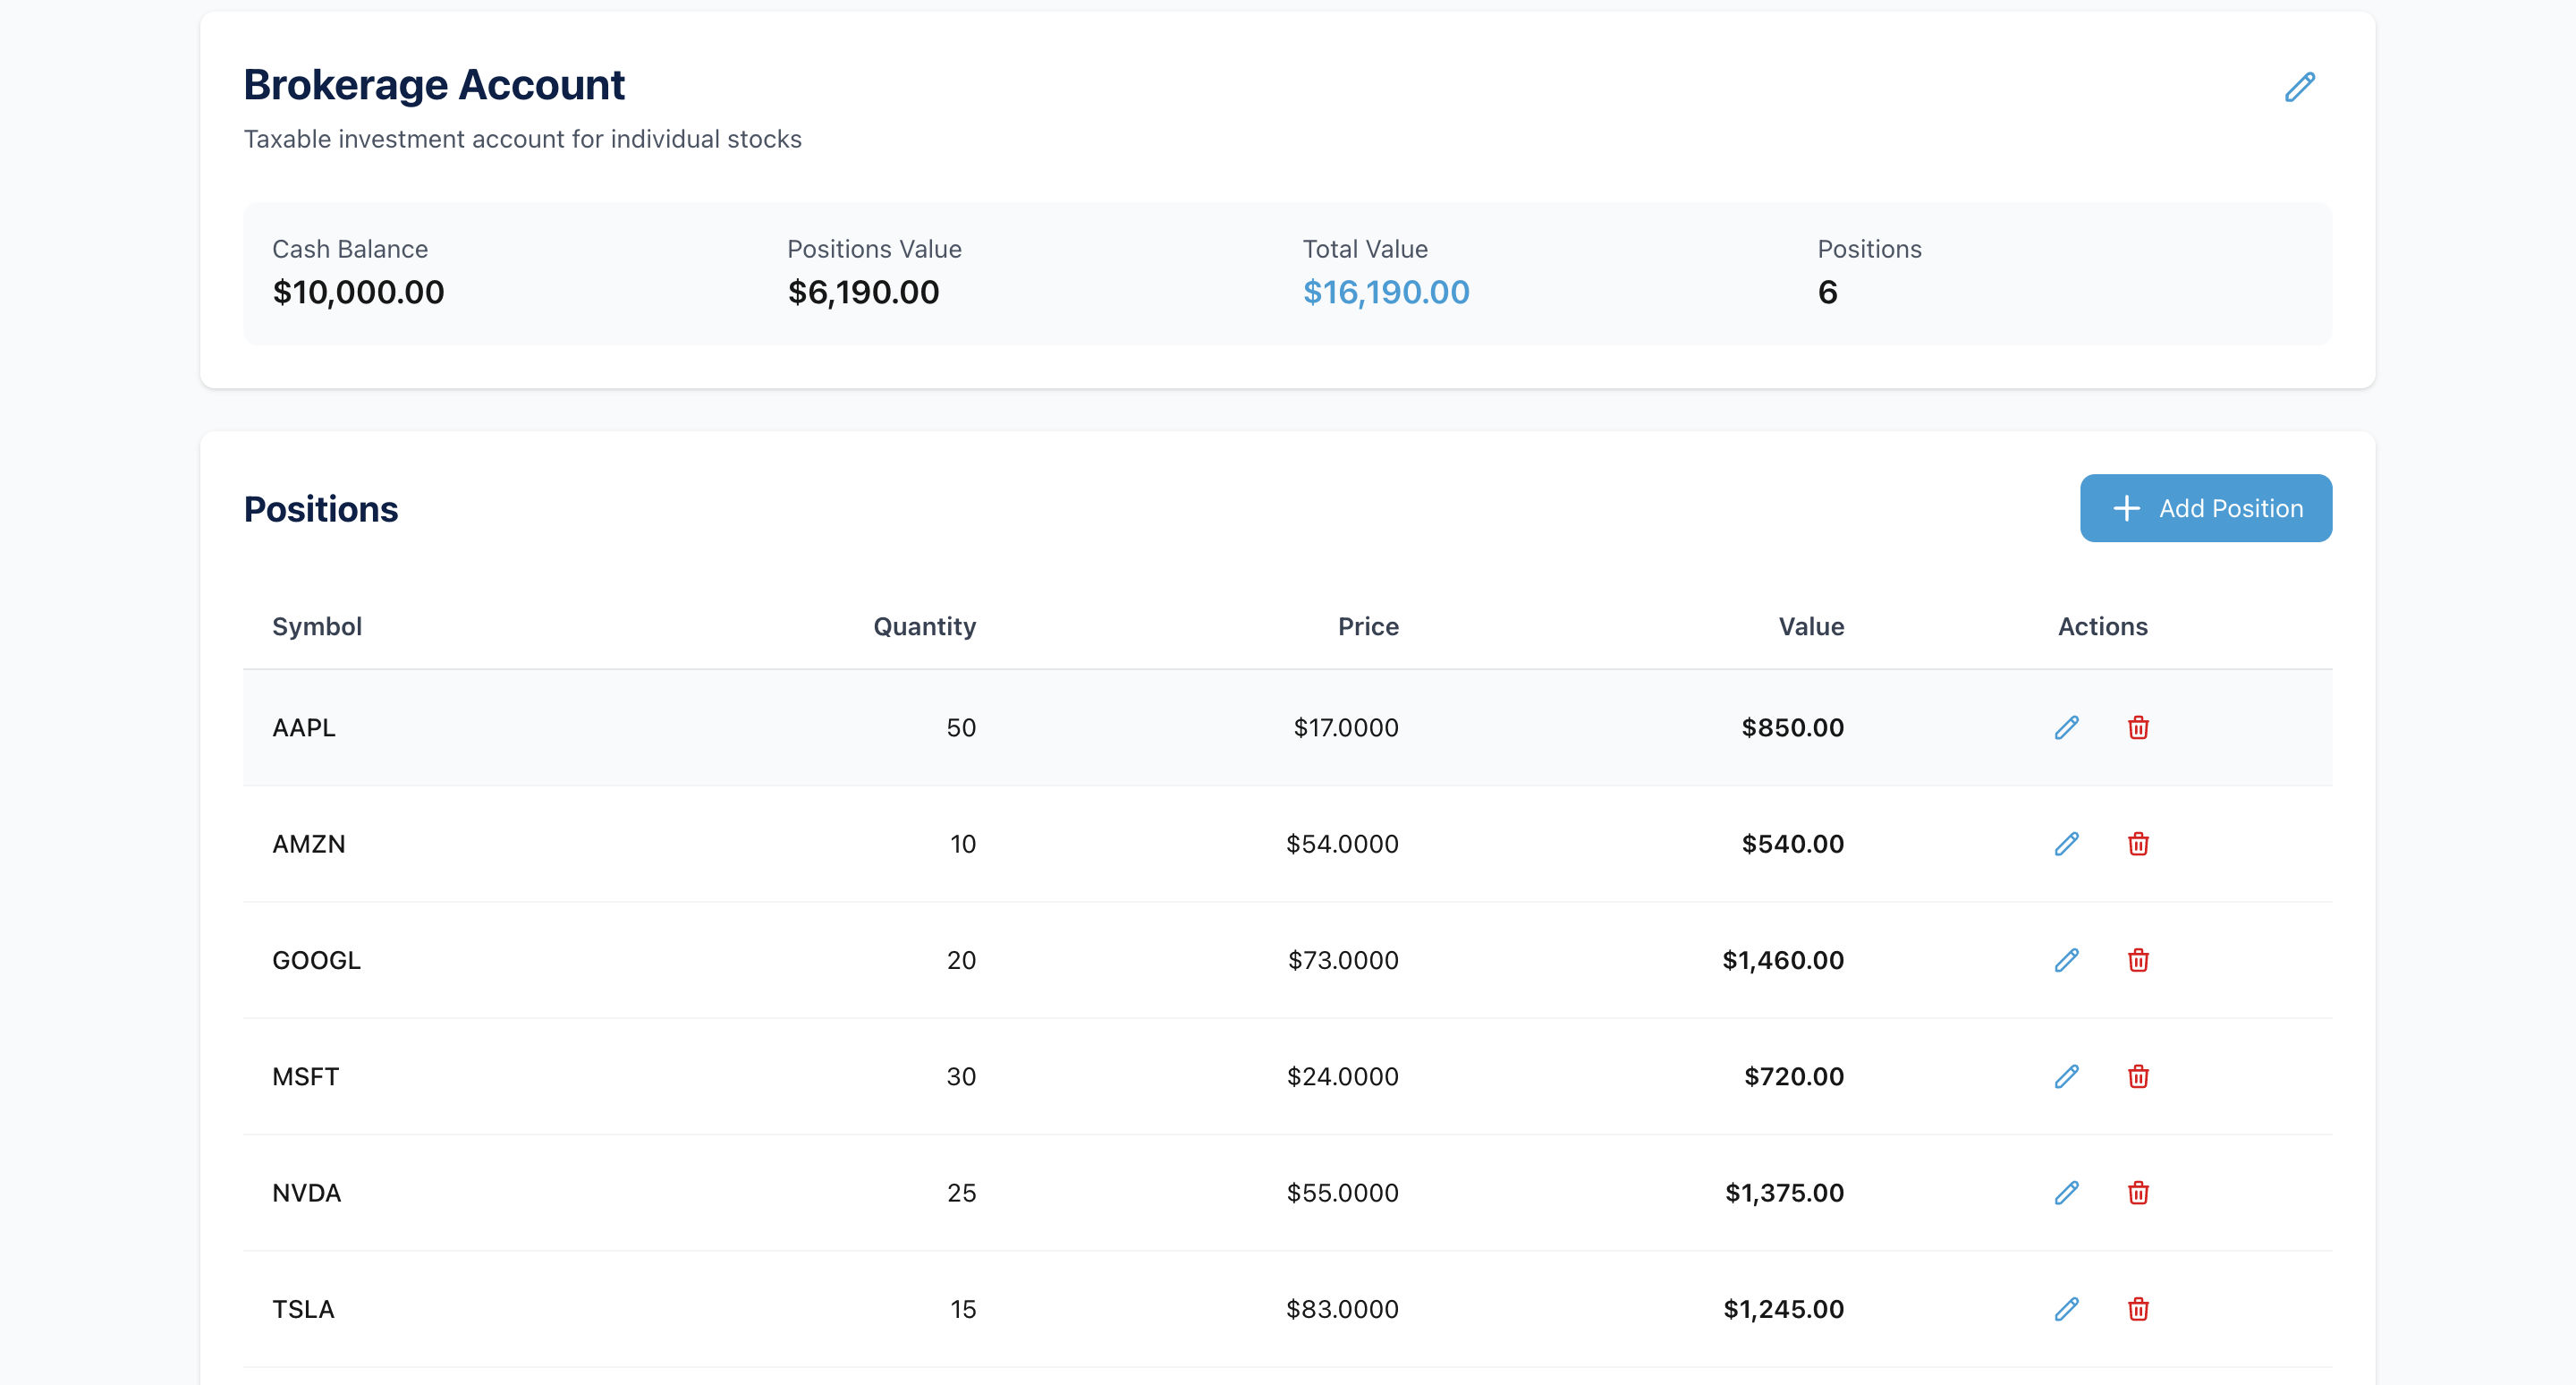 Brokerage Account
Taxable investment account for individual stocks
Cash Balance Positions Value Total Value Positions
$10,000.00 $6,190.00 $16,190.00 6
Positions Add Position
Symbol Quantity Price Value Actions
AAPL 50 $17.0000 $850.00
AMZN 10 $54.0000 $540.00
GOOGL 20 $73.0000 $1,460.00
MSFT 30 $24.0000 $720.00
NVDA 25 $55.0000 $1,375.00
TSLA 15 $83.0000 $1,245.00